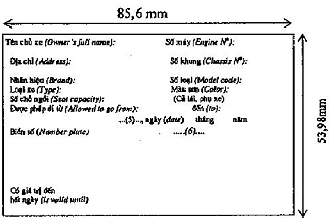 85,6 mm
Tên chủ xe (Owner's full name): Số máy (Engine Nº):
Địa chỉ (Address): Số khung (Chassis Nº):
Nhãn hiệu (Brand): Số loại (Model code):
Loại xe (Type): Màu sơn (Color):
Số chỗ ngồi (Seat capacity): (Cả lái, phụ xe)
Được phép đi từ (Allowed to go from): đến (to):
...(5)..., ngày (date) tháng năm
Biển số (Number plate) .....(6)....
Có giá trị đến
hết ngày (is valid until)
53,98mm